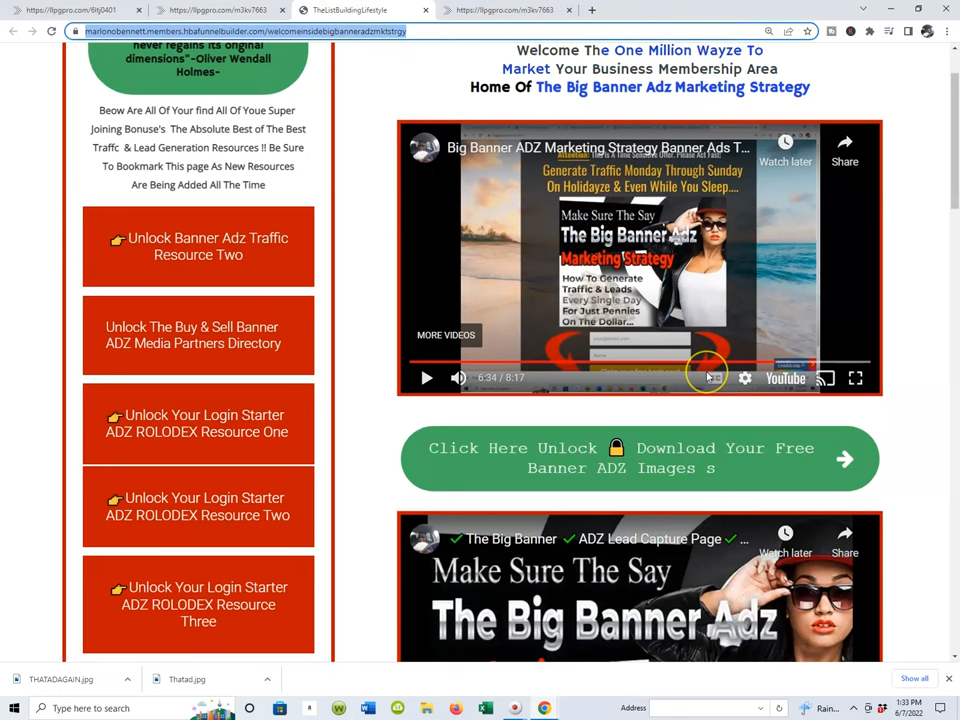 https://llpgpro.com/6ltj0401
https://llpgpro.com/m3kv7663
TheListBuildingLifestyle
https://llpgpro.com/m3kv7663
marlonobennett.members.hbafunnelbuilder.com/welcomeinsidebigbanneradzmktstrgy
never regains its original
dimensions"-Oliver Wendall
Holmes-
Beow Are All Of Your find All Of Youe Super
Joining Bonuse's The Absolute Best of The Best
Traffc & Lead Generation Resources !! Be Sure
To Bookmark This page As New Resources
Are Being Added All The Time
👉Unlock Banner Adz Traffic
Resource Two
Unlock The Buy & Sell Banner
ADZ Media Partners Directory
👉Unlock Your Login Starter
ADZ ROLODEX Resource One
👉Unlock Your Login Starter
ADZ ROLODEX Resource Two
👉Unlock Your Login Starter
ADZ ROLODEX Resource
Three
Welcome The One Million Wayze To
Market Your Business Membership Area
Home Of The Big Banner Adz Marketing Strategy
Big Banner ADZ Marketing Strategy Banner Ads T...
Watch later
Share
Attention: This Is A Time Sensitive Offer. Please Act Fast!
Generate Traffic Monday Through Sunday
On Holidayze & Even While You Sleep....
Make Sure The Say
The Big Banner Adz
Marketing Strategy
How To Generate
Traffic & Leads
Every Single Day
For Just Pennies
On The Dollar...
MORE VIDEOS
6:34 / 8:17
YouTube
Click Here Unlock 🔒 Download Your Free
Banner ADZ Images s
✓ The Big Banner ✓ ADZ Lead Capture Page ✓ ...
Watch later
Share
Make Sure The Say
The Big Banner Adz
THATADAGAIN.jpg
Thatad.jpg
Show all
Type here to search
Address
Rain...
1:33 PM
6/7/2022